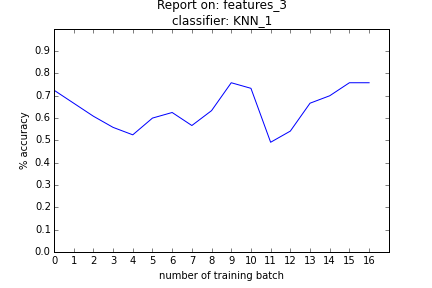 Report on: features_3
classifier: KNN_1
0.9
0.8
0.7
0.6
0.5
0.4
0.3
0.2
0.1
0.0
% accuracy
0 1 2 3 4 5 6 7 8 9 10 11 12 13 14 15 16
number of training batch